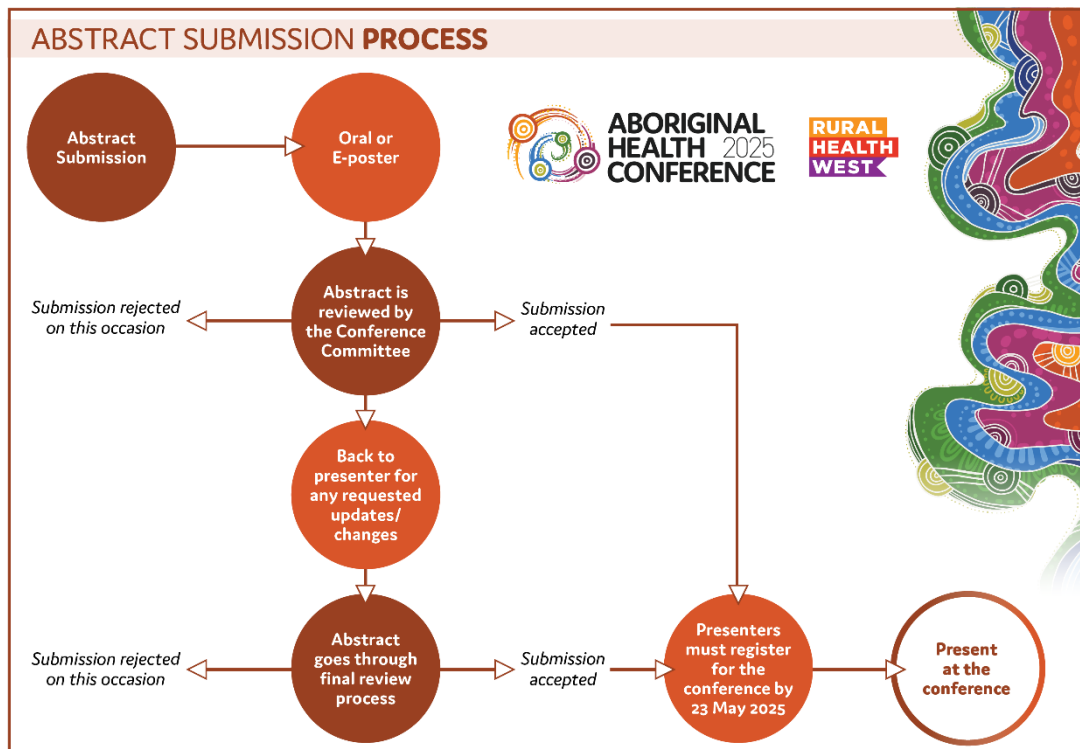 ABSTRACT SUBMISSION PROCESS
Abstract
Submission
Oral or
E-poster
ABORIGINAL
HEALTH 2025
CONFERENCE
RURAL
HEALTH
WEST
Submission rejected
on this occasion
Abstract is
reviewed by
the Conference
Committee
Submission
accepted
Back to
presenter for
any requested
updates/
changes
Submission rejected
on this occasion
Abstract
goes through
final review
process
Submission
accepted
Presenters
must register
for the
conference by
23 May 2025
Present
at the
conference